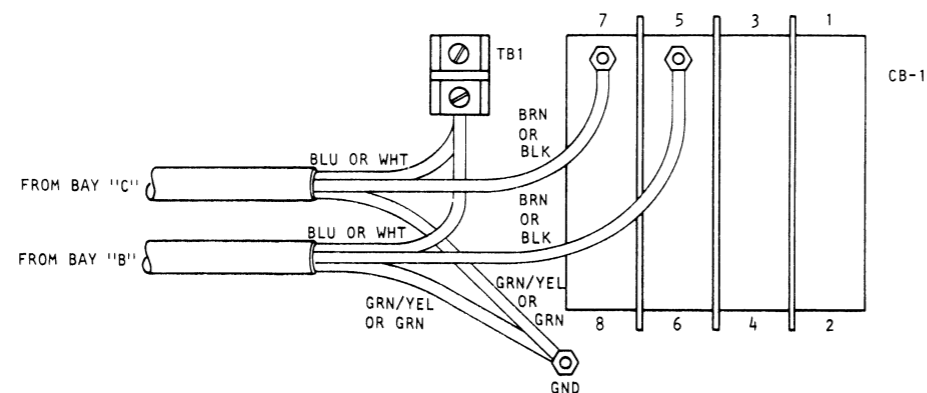 7 5 3 1
TB1
CB-1
BRN
OR
BLK
BLU OR WHT
FROM BAY "C"
BRN
OR
BLK
BLU OR WHT
FROM BAY "B"
GRN/YEL
OR
GRN
GRN/YEL
OR GRN
8 6 4 2
GND